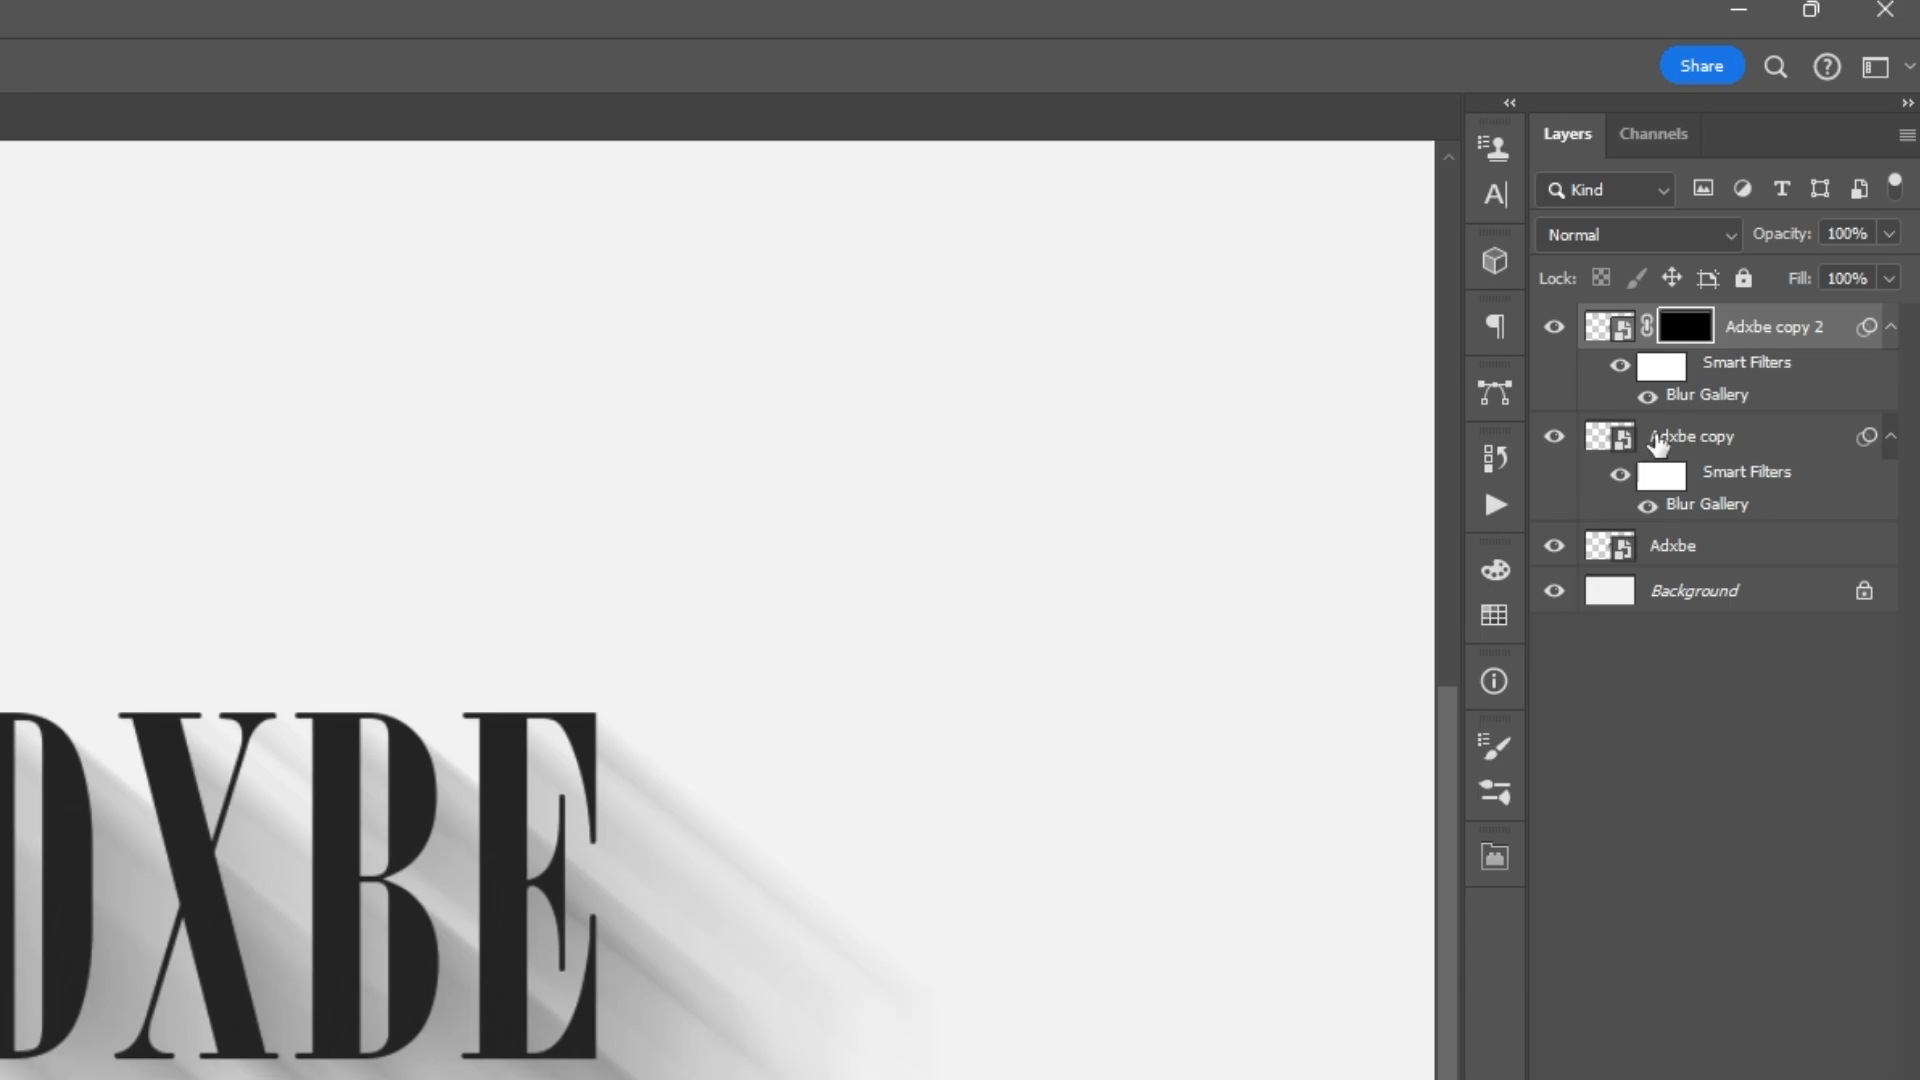 Share
Layers Channels
Kind
Normal Opacity: 100%
Lock: Fill: 100%
Adxbe copy 2
Smart Filters
Blur Gallery
Adxbe copy
Smart Filters
Blur Gallery
Adxbe
Background
DXBE